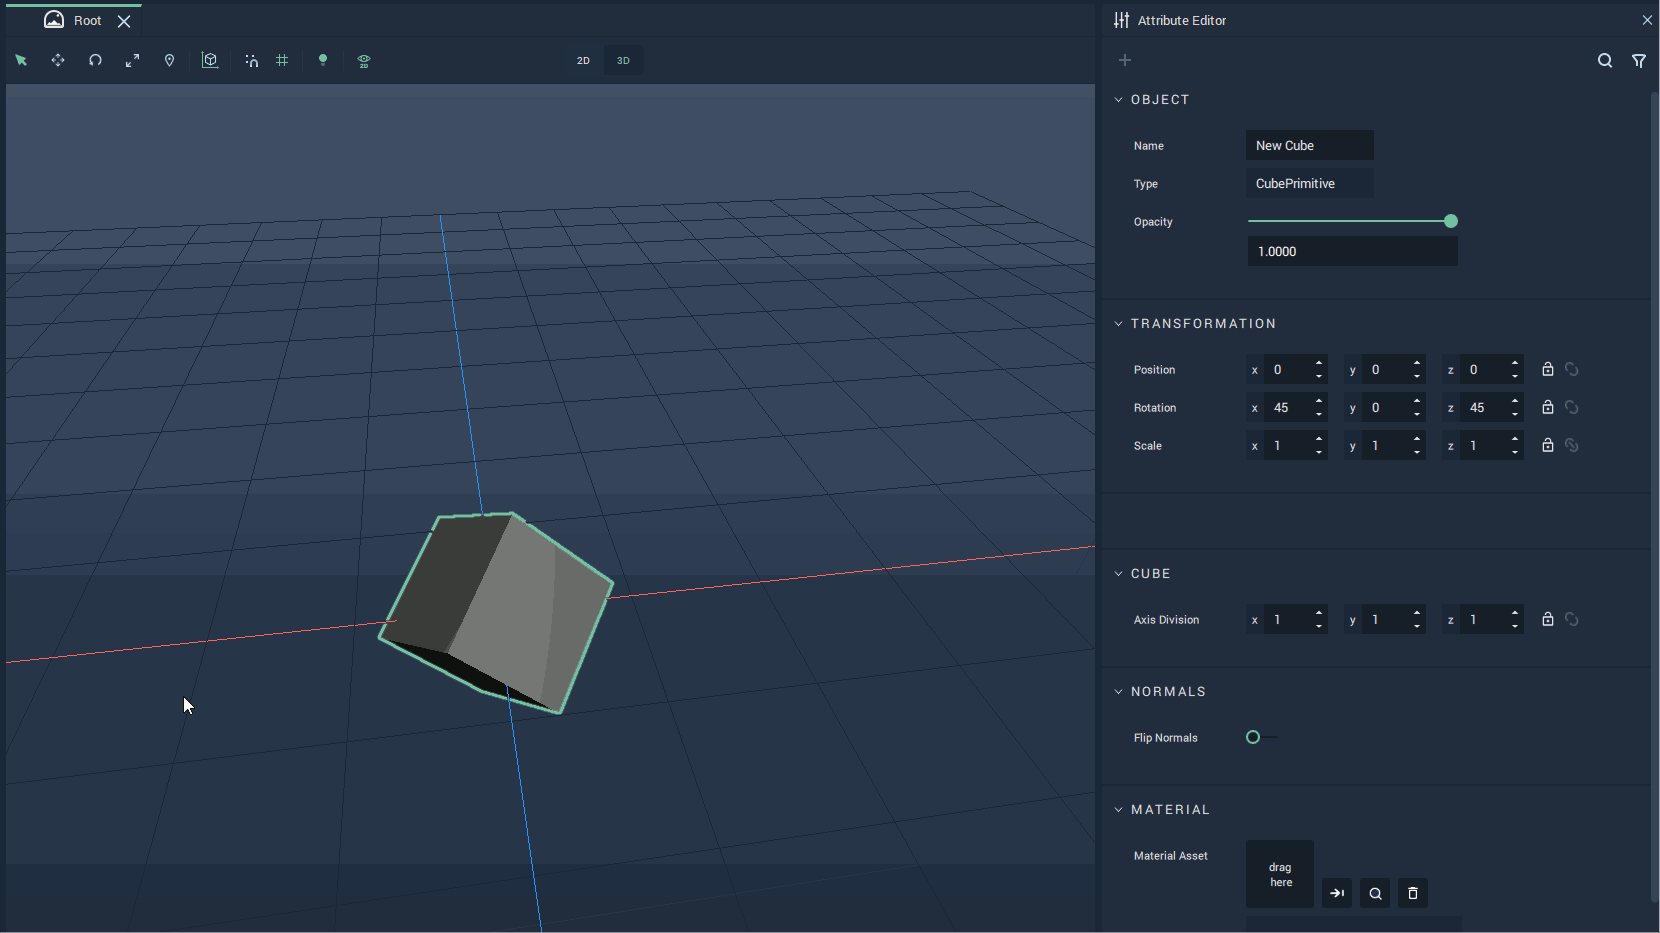 Root
2D 3D
Attribute Editor
OBJECT
Name New Cube
Type CubePrimitive
Opacity
1.0000
TRANSFORMATION
Position x 0 y 0 z 0
Rotation x 45 y 0 z 45
Scale x 1 y 1 z 1
CUBE
Axis Division x 1 y 1 z 1
NORMALS
Flip Normals
MATERIAL
Material Asset
drag
here